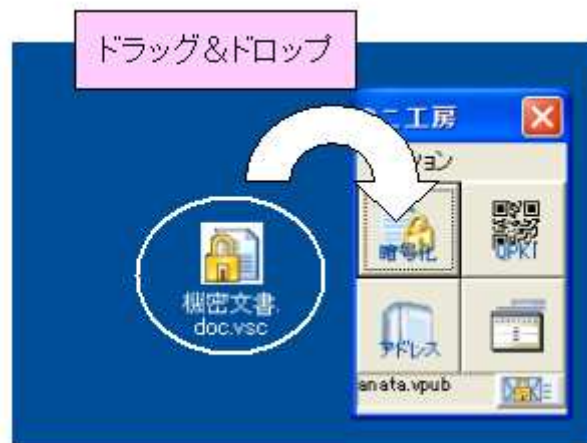 ドラッグ&ドロップ
工房
ション
暗号化
QPKI
機密文書.
doc.vsc
アドレス
anata.vpub